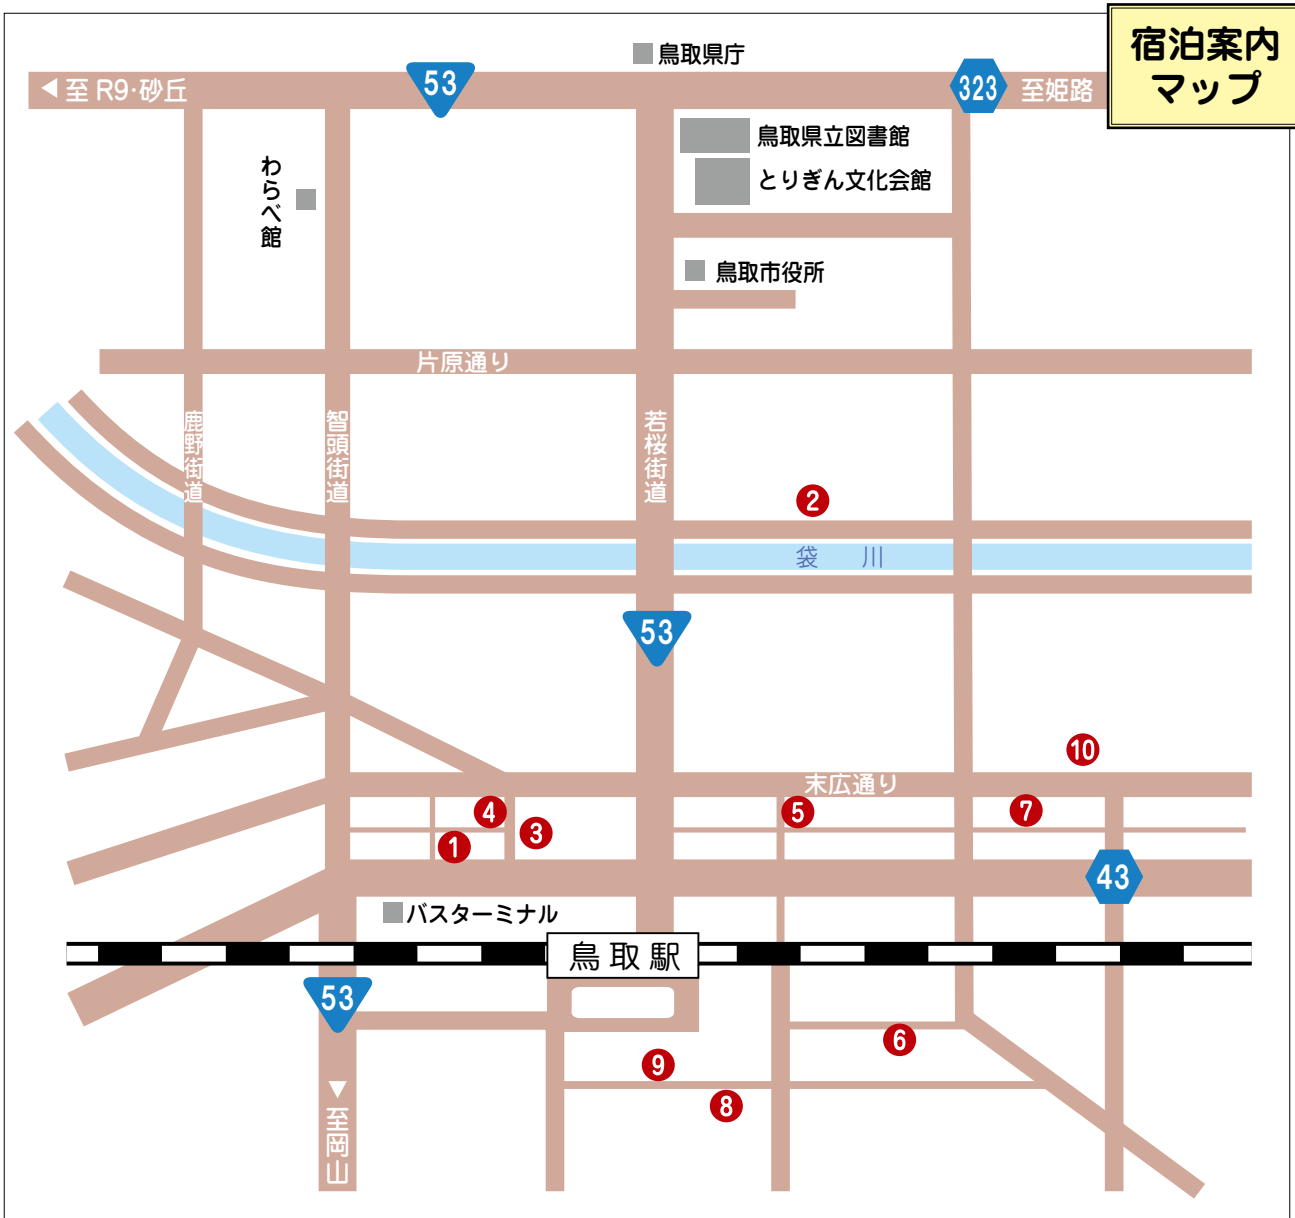 宿泊案内
マップ
鳥取県庁
◀至 R9・砂丘
53
323
至姫路
鳥取県立図書館
とりぎん文化会館
わらべ館
鳥取市役所
片原通り
鹿野街道
智頭街道
若桜街道
2
袋 川
53
10
末広通り
4
5
7
3
1
43
バスターミナル
鳥取駅
53
6
9
8
▼至岡山